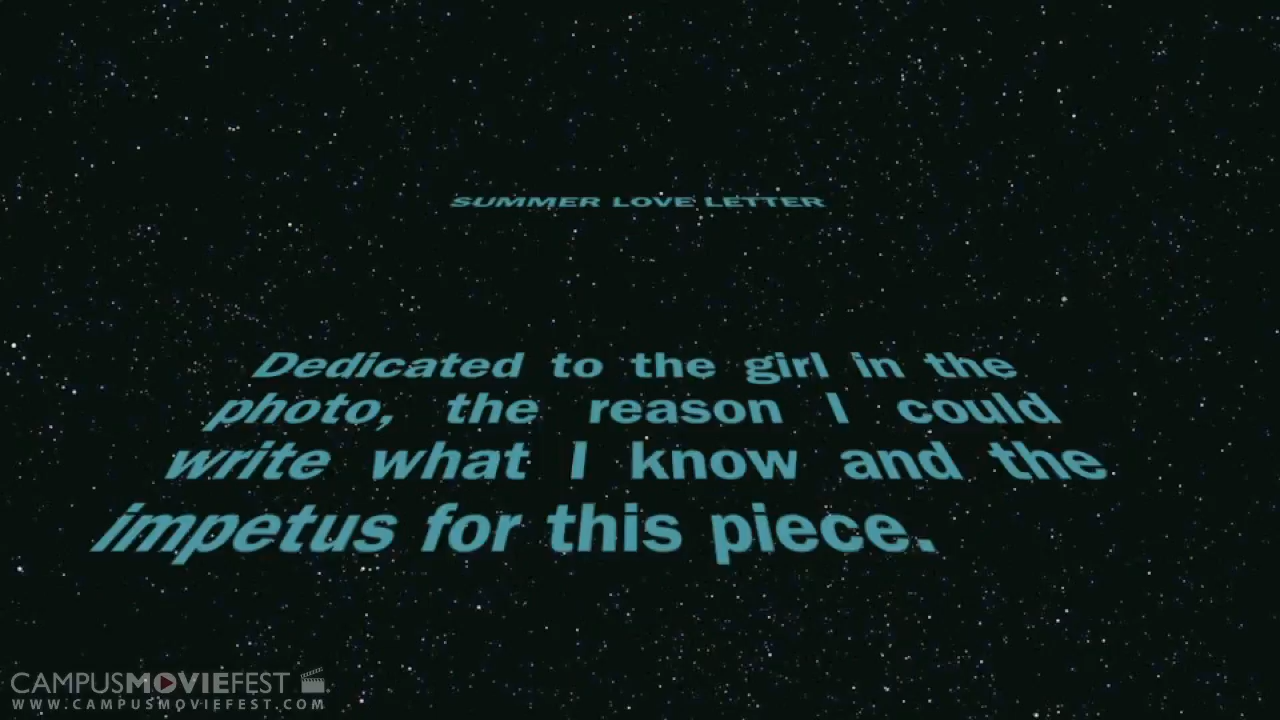 SUMMER LOVE LETTER
Dedicated to the girl in the
photo, the reason I could
write what I know and the
impetus for this piece.
CAMPUSMOVIEFEST
WWW.CAMPUSMOVIEFEST.COM